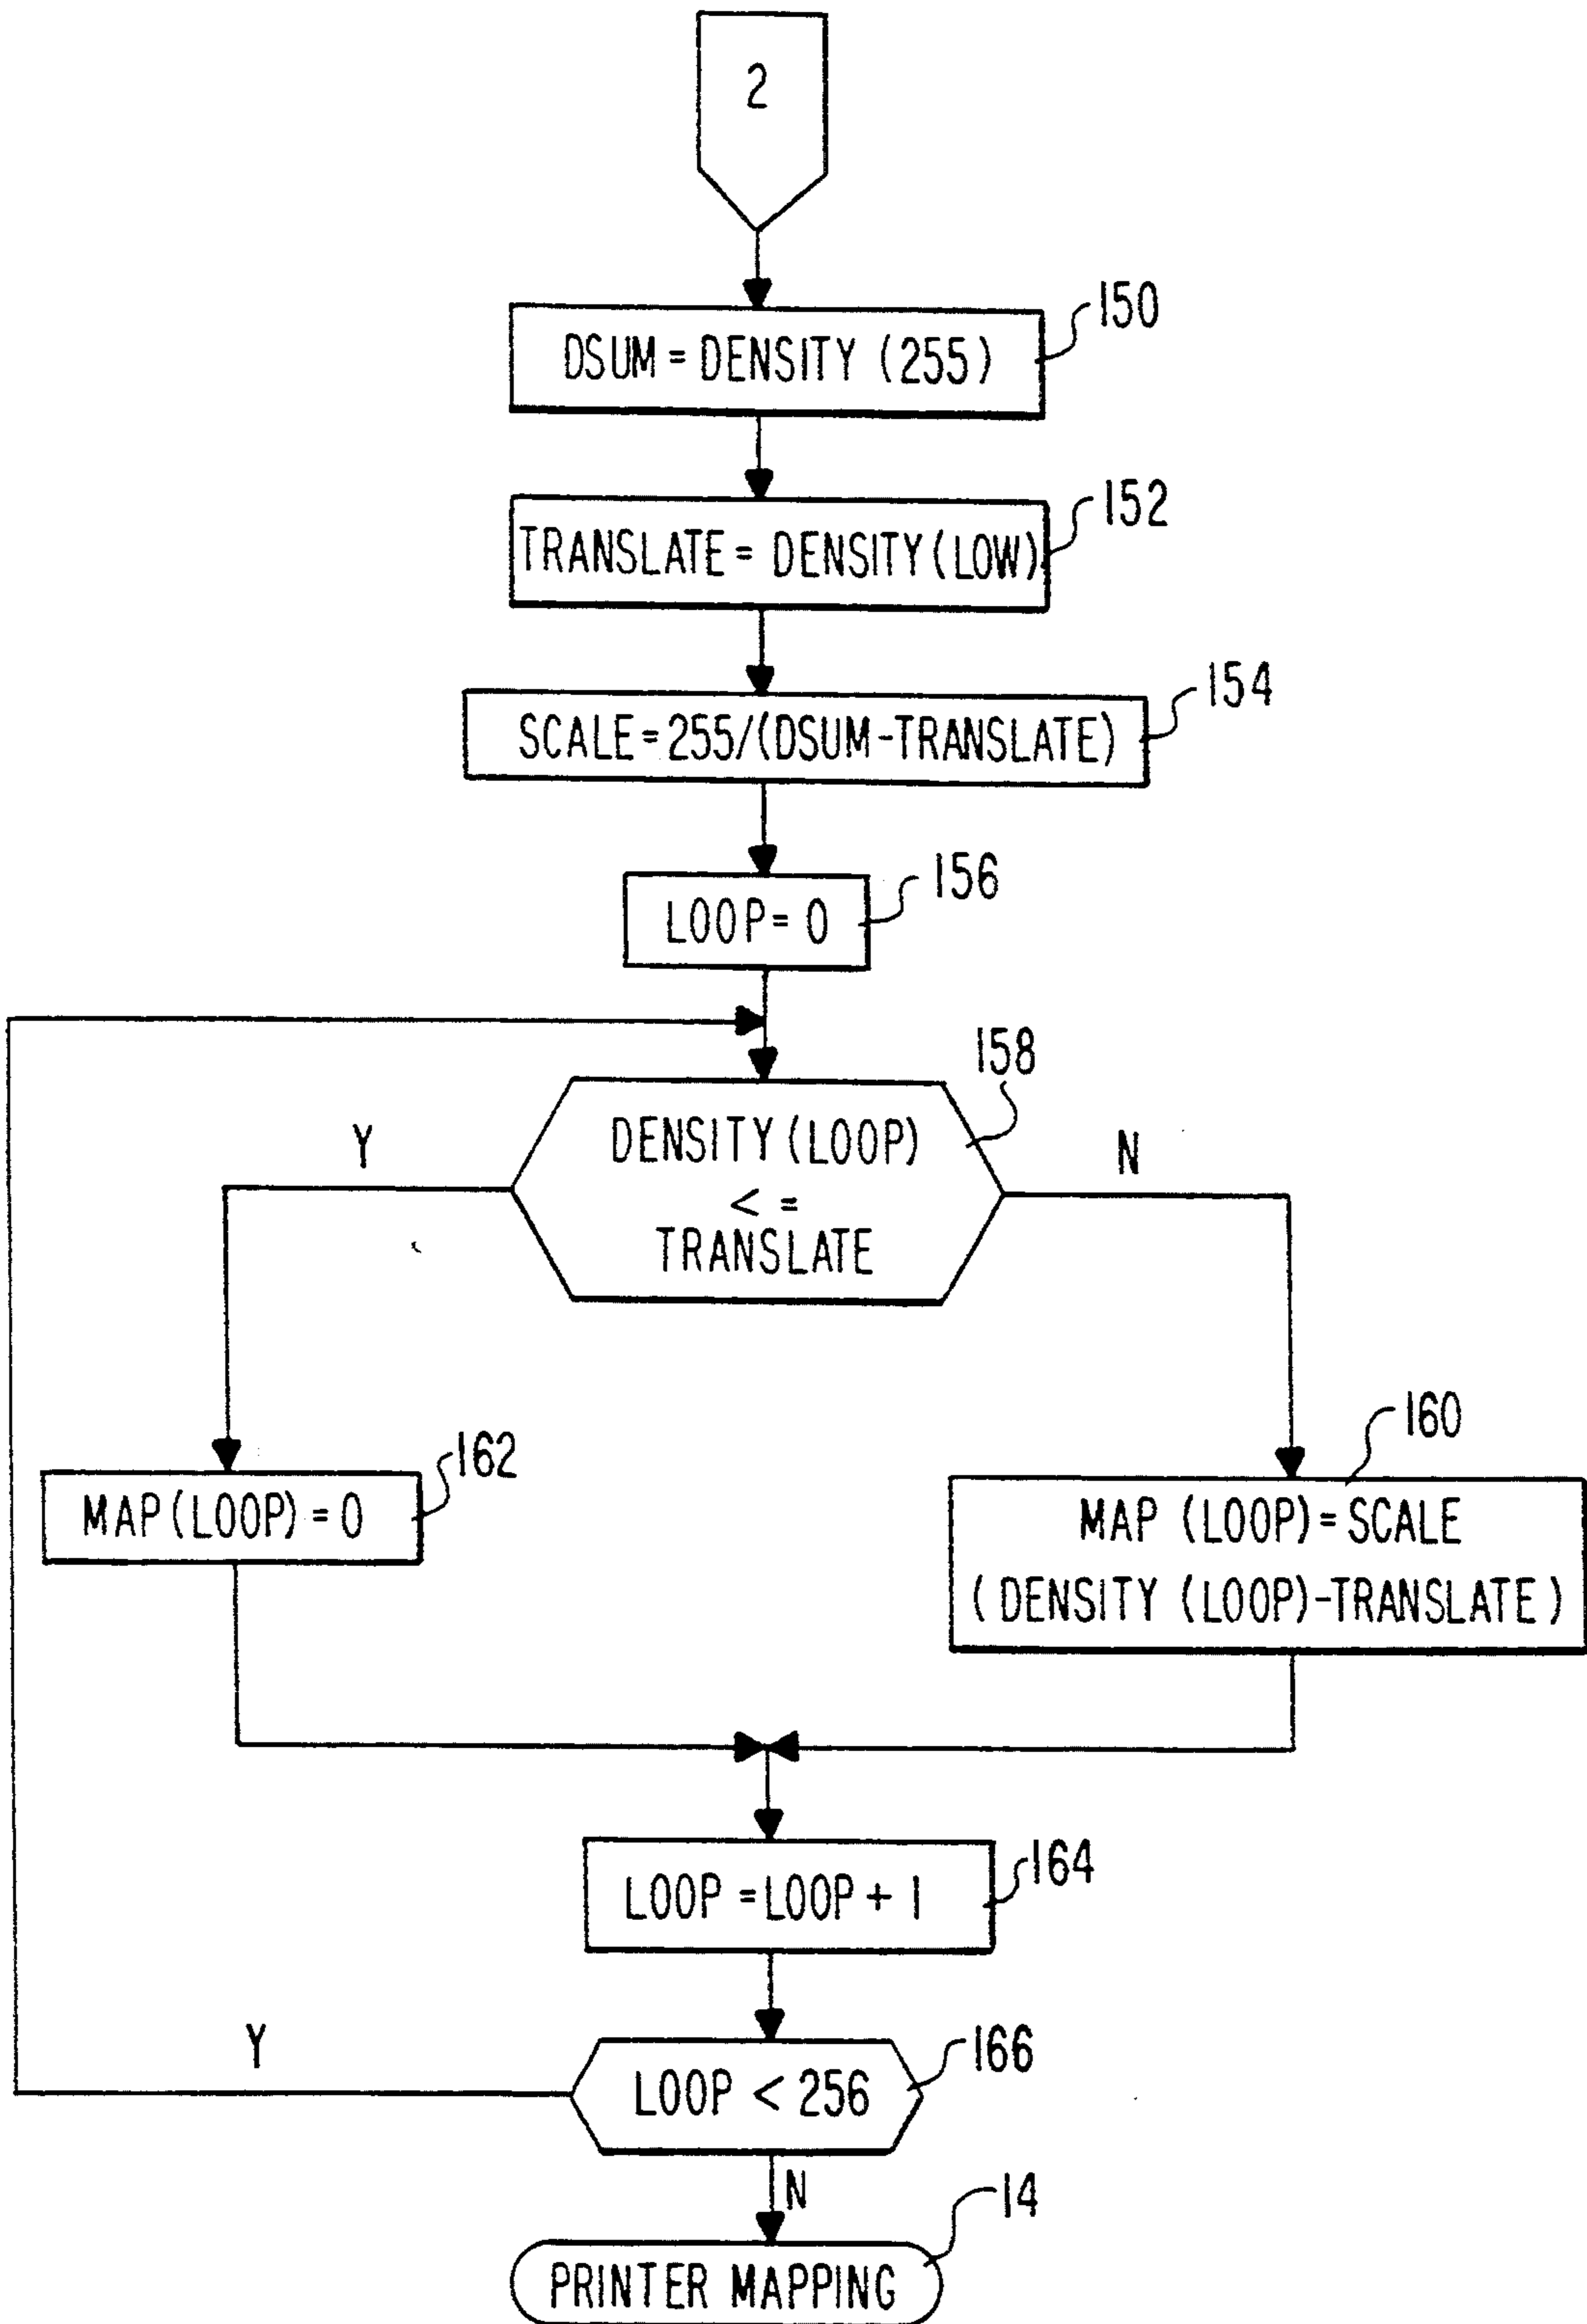 2
150
DSUM = DENSITY (255)
152
TRANSLATE = DENSITY(LOW)
154
SCALE=255/(DSUM-TRANSLATE)
156
LOOP= 0
158
DENSITY(LOOP)
< =
TRANSLATE
Y
N
162
MAP(LOOP) = 0
160
MAP (LOOP)=SCALE
(DENSITY (LOOP)-TRANSLATE)
164
LOOP =LOOP + 1
166
LOOP < 256
Y
N
14
PRINTER MAPPING